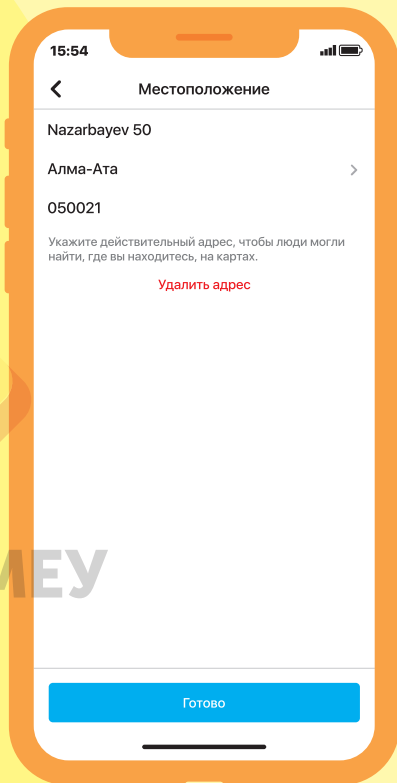 15:54
Местоположение
Nazarbayev 50
Алма-Ата
050021
Укажите действительный адрес, чтобы люди могли
найти, где вы находитесь, на картах.
Удалить адрес
Готово